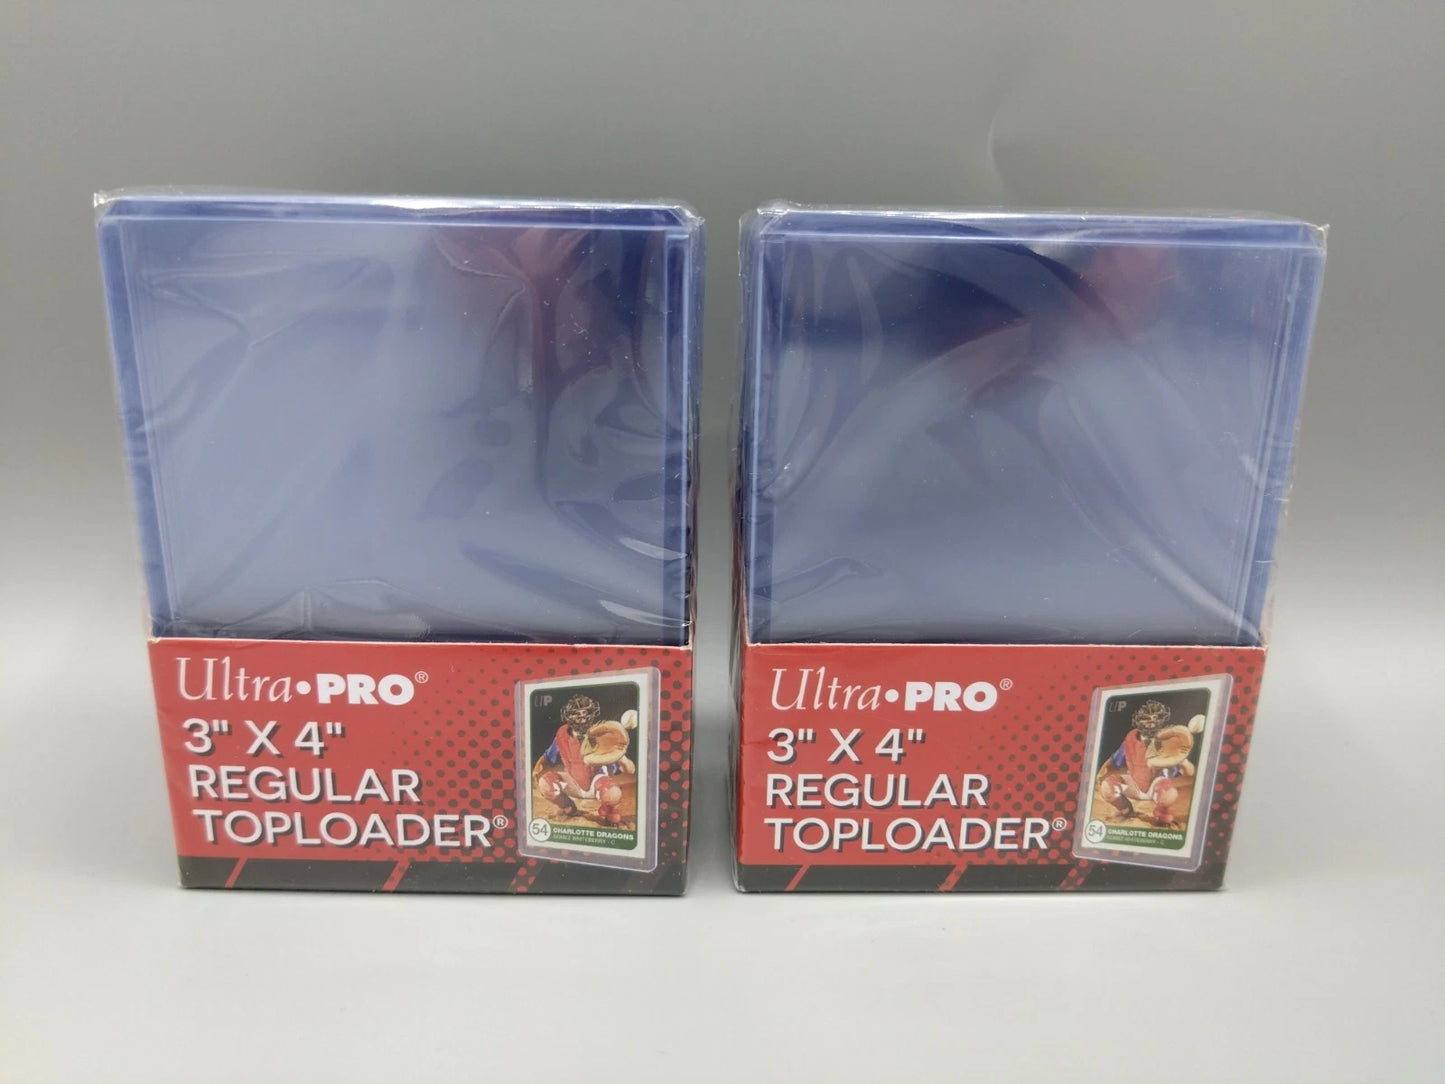 Ultra•PRO®
3" X 4"
REGULAR
TOPLOADER®
UP
54 CHARLOTTE DRAGONS
Ultra•PRO®
3" X 4"
REGULAR
TOPLOADER®
UP
54 CHARLOTTE DRAGONS